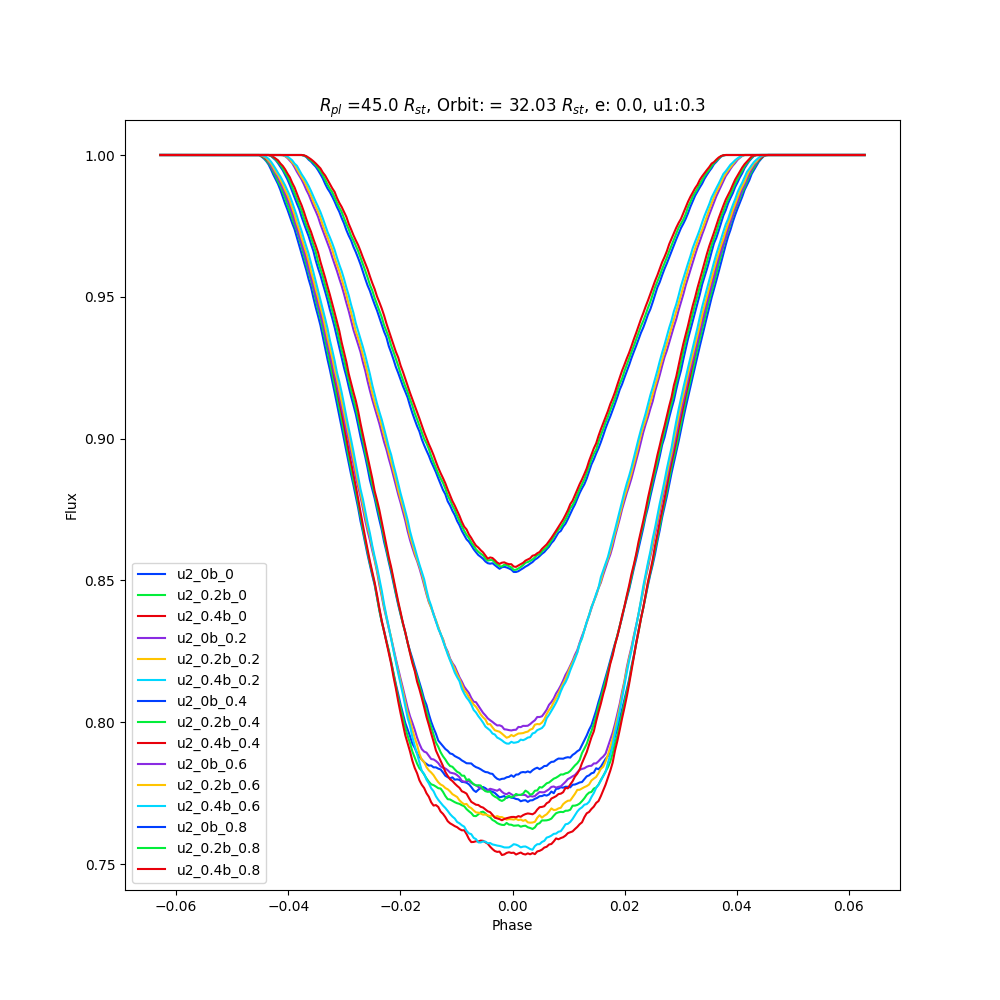 R_pl =45.0 R_st, Orbit: = 32.03 R_st, e: 0.0, u1:0.3
1.00
0.95
0.90
0.85
0.80
0.75
Flux
u2_0b_0
u2_0.2b_0
u2_0.4b_0
u2_0b_0.2
u2_0.2b_0.2
u2_0.4b_0.2
u2_0b_0.4
u2_0.2b_0.4
u2_0.4b_0.4
u2_0b_0.6
u2_0.2b_0.6
u2_0.4b_0.6
u2_0b_0.8
u2_0.2b_0.8
u2_0.4b_0.8
−0.06 −0.04 −0.02 0.00 0.02 0.04 0.06
Phase